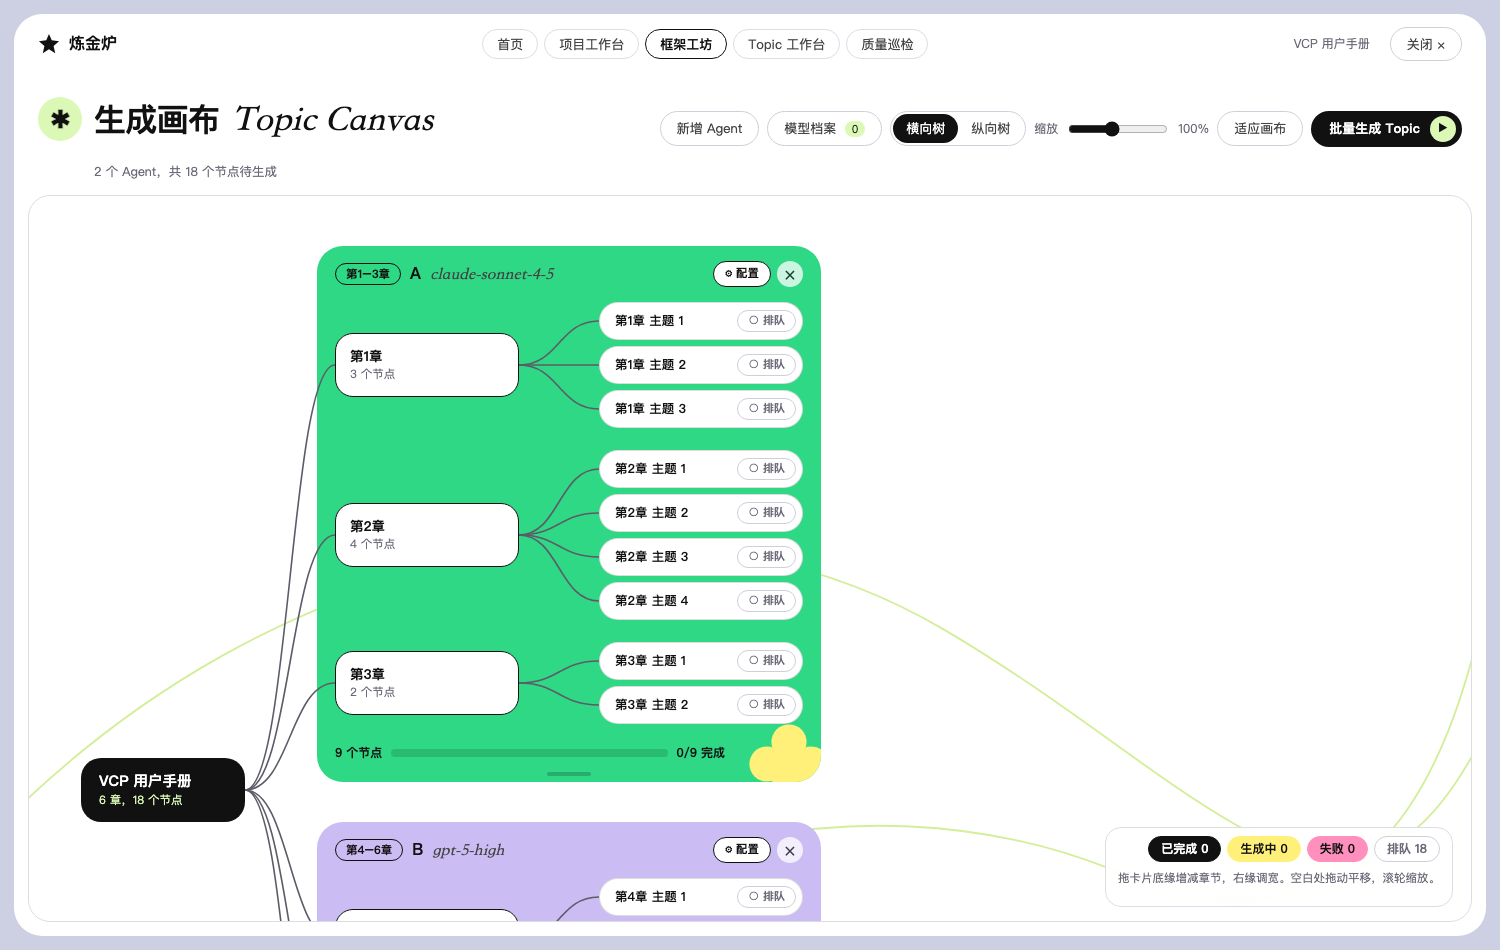 炼金炉
首页
项目工作台
框架工坊
Topic 工作台
质量巡检
VCP 用户手册
关闭 ×
生成画布 Topic Canvas
2 个 Agent，共 18 个节点待生成
新增 Agent
模型档案 0
横向树
纵向树
缩放
100%
适应画布
批量生成 Topic
第1—3章 A claude-sonnet-4-5
配置
第1章
3 个节点
第1章 主题 1 排队
第1章 主题 2 排队
第1章 主题 3 排队
第2章
4 个节点
第2章 主题 1 排队
第2章 主题 2 排队
第2章 主题 3 排队
第2章 主题 4 排队
第3章
2 个节点
第3章 主题 1 排队
第3章 主题 2 排队
9 个节点
0/9 完成
VCP 用户手册
6 章，18 个节点
第4—6章 B gpt-5-high
配置
第4章 主题 1 排队
已完成 0
生成中 0
失败 0
排队 18
拖卡片底缘增减章节，右缘调宽。空白处拖动平移，滚轮缩放。